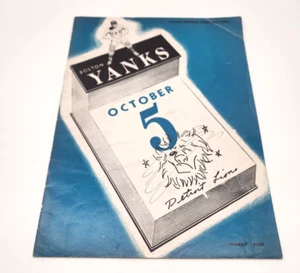 BOSTON
YANKS
OCTOBER
5
Detroit Lions